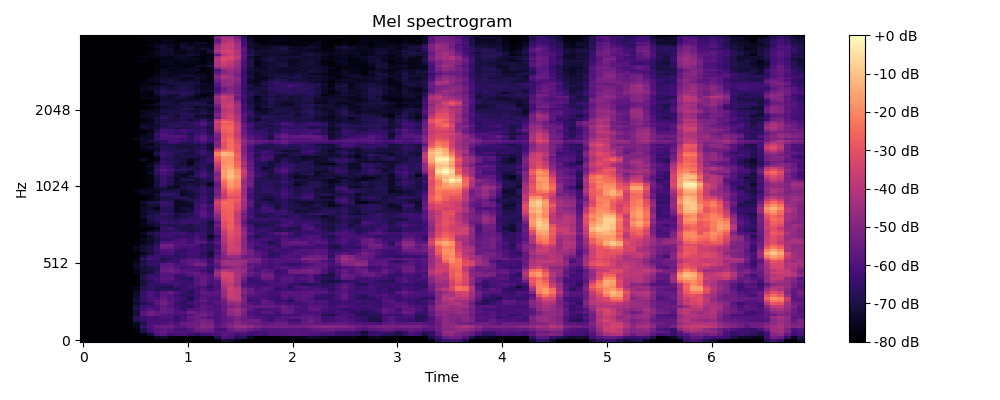 Mel spectrogram
+0 dB
-10 dB
-20 dB
-30 dB
-40 dB
-50 dB
-60 dB
-70 dB
-80 dB
2048
1024
512
0
Hz
0 1 2 3 4 5 6
Time